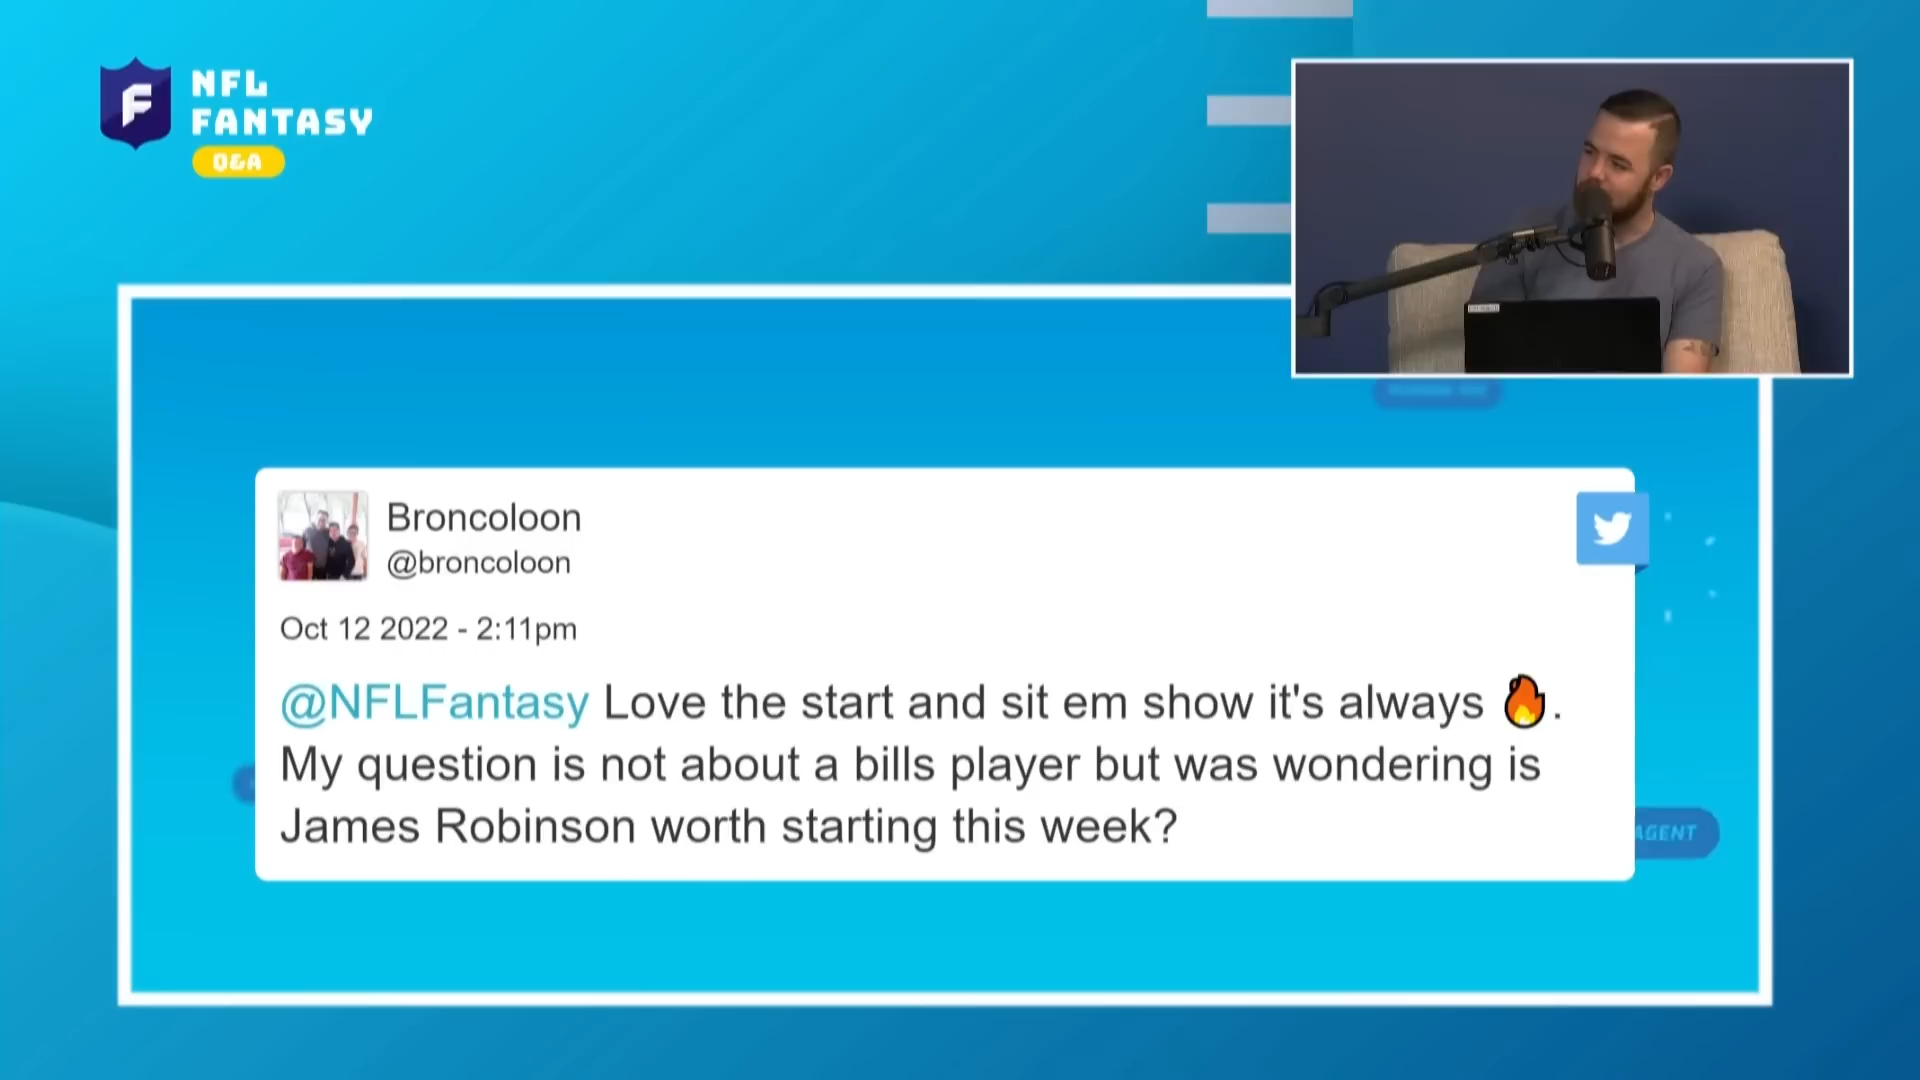 NFL
FANTASY
Q&A
Broncoloon
@broncoloon
Oct 12 2022 - 2:11pm
@NFLFantasy Love the start and sit em show it's always 🔥.
My question is not about a bills player but was wondering is
James Robinson worth starting this week?
AGENT